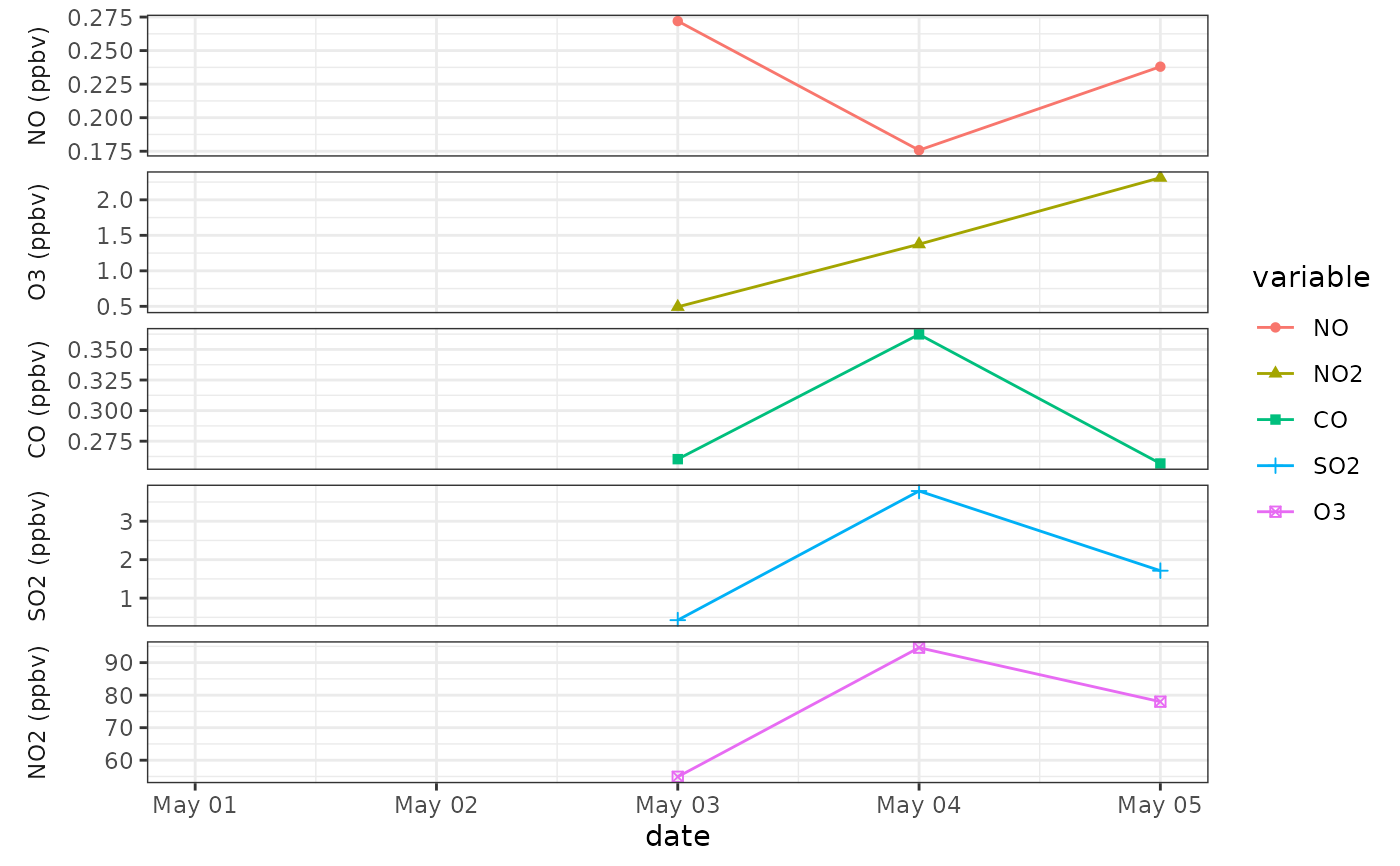 NO (ppbv)
0.275
0.250
0.225
0.200
0.175
O3 (ppbv)
2.0
1.5
1.0
0.5
CO (ppbv)
0.350
0.325
0.300
0.275
SO2 (ppbv)
3
2
1
NO2 (ppbv)
90
80
70
60
May 01 May 02 May 03 May 04 May 05
date
variable
NO
NO2
CO
SO2
O3